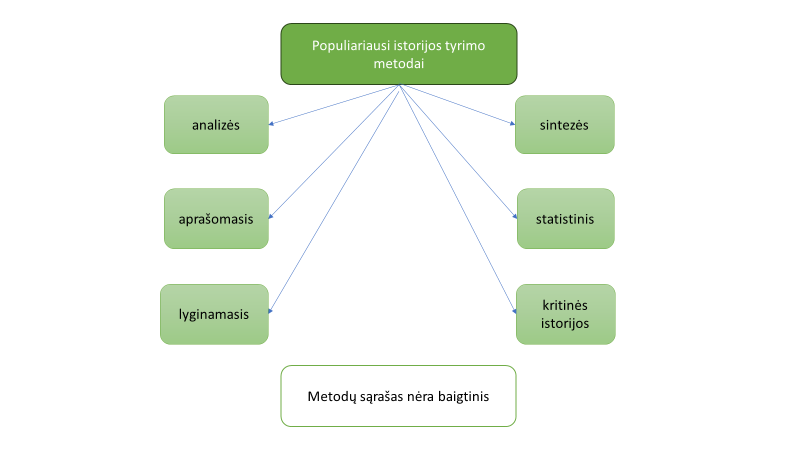 Populiariausi istorijos tyrimo
metodai
analizės
sintezės
aprašomasis
statistinis
lyginamasis
kritinės
istorijos
Metodų sąrašas nėra baigtinis